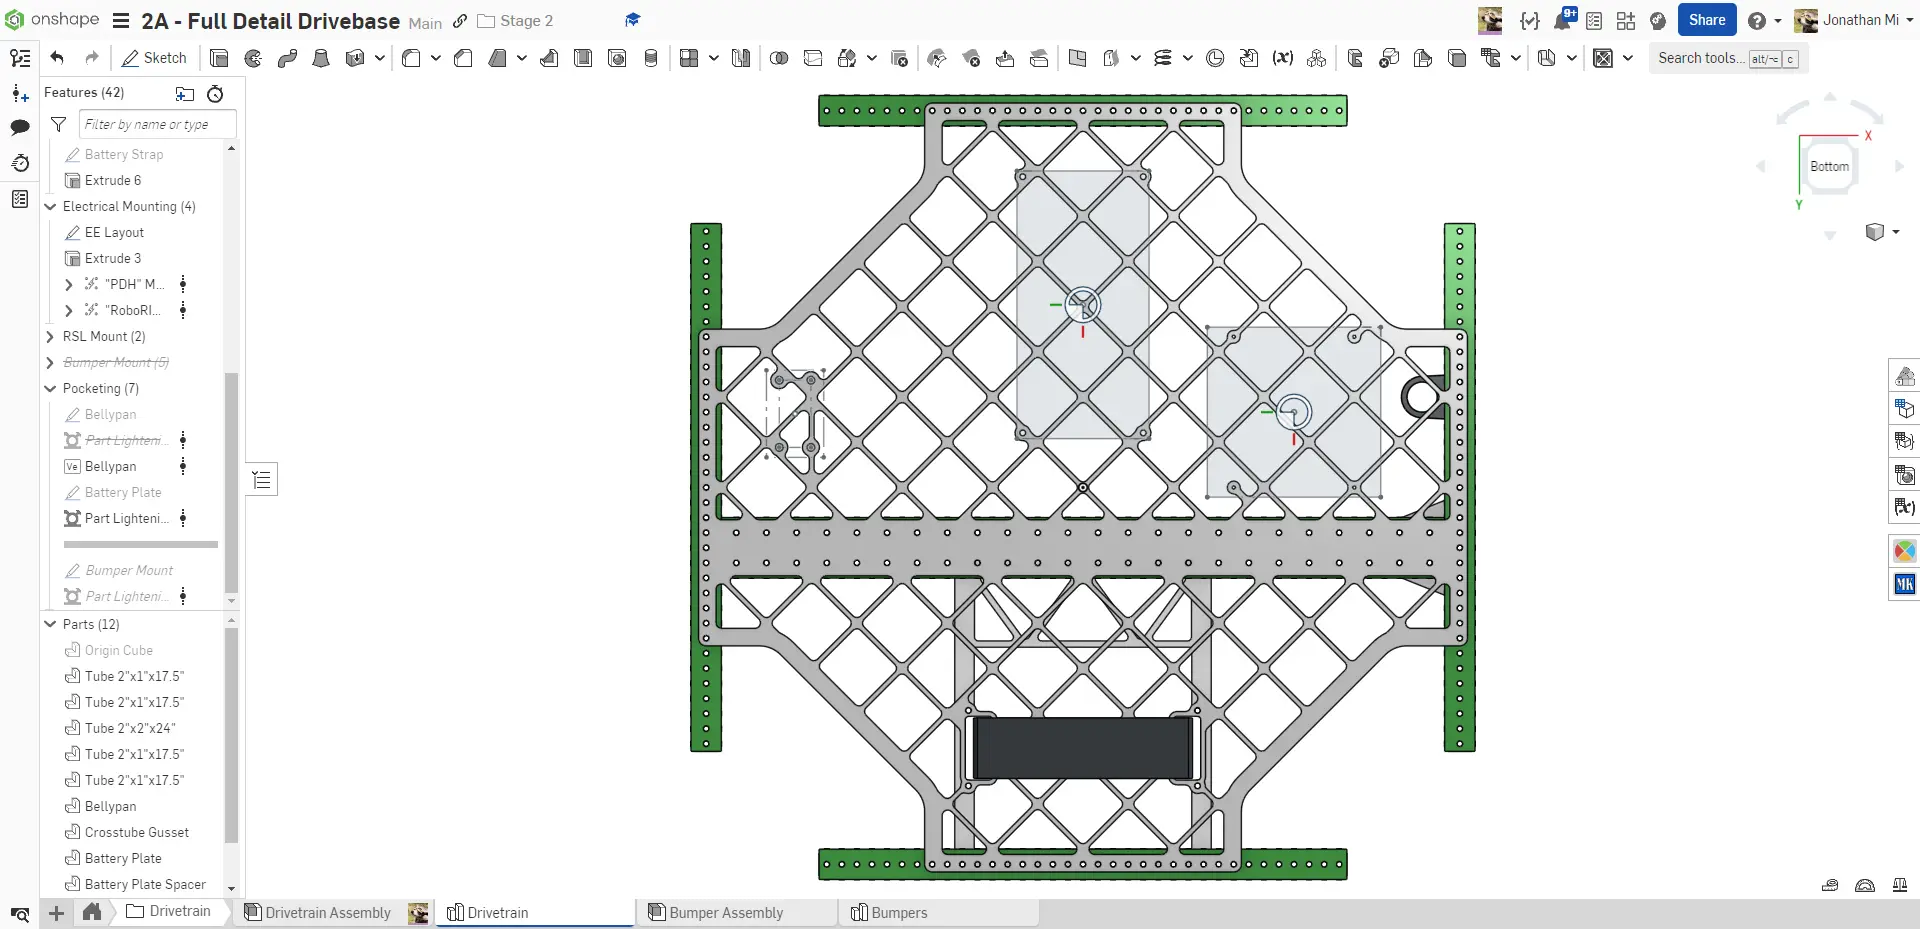 onshape
2A - Full Detail Drivebase Main
Stage 2
9+
Share
Jonathan Mi
Sketch
Search tools... alt/⌥ c
Features (42)
Filter by name or type
Battery Strap
Extrude 6
Electrical Mounting (4)
EE Layout
Extrude 3
"PDH" M...
"RoboRI...
RSL Mount (2)
Bumper Mount (5)
Pocketing (7)
Bellypan
Part Lighteni...
Ve Bellypan
Battery Plate
Part Lighteni...
Bumper Mount
Part Lighteni...
Parts (12)
Origin Cube
Tube 2"x1"x17.5"
Tube 2"x1"x17.5"
Tube 2"x2"x24"
Tube 2"x1"x17.5"
Tube 2"x1"x17.5"
Bellypan
Crosstube Gusset
Battery Plate
Battery Plate Spacer
X
Bottom
Y
MK
Drivetrain
Drivetrain Assembly
Drivetrain
Bumper Assembly
Bumpers